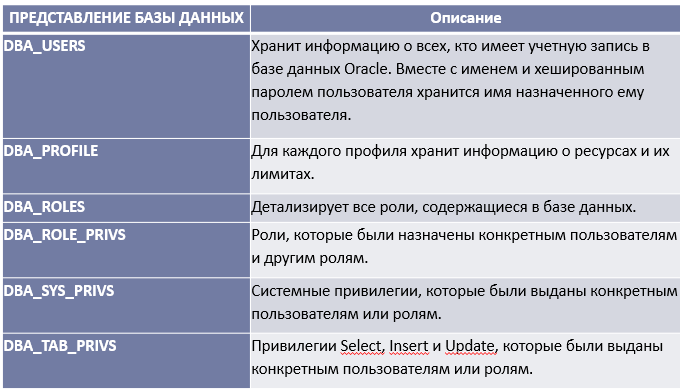 ПРЕДСТАВЛЕНИЕ БАЗЫ ДАННЫХ
Описание
DBA_USERS
Хранит информацию о всех, кто имеет учетную запись в
базе данных Oracle. Вместе с именем и хешированным
паролем пользователя хранится имя назначенного ему
пользователя.
DBA_PROFILE
Для каждого профиля хранит информацию о ресурсах и их
лимитах.
DBA_ROLES
Детализирует все роли, содержащиеся в базе данных.
DBA_ROLE_PRIVS
Роли, которые были назначены конкретным пользователям
и другим ролям.
DBA_SYS_PRIVS
Системные привилегии, которые были выданы конкретным
пользователям или ролям.
DBA_TAB_PRIVS
Привилегии Select, Insert и Update, которые были выданы
конкретным пользователям или ролям.